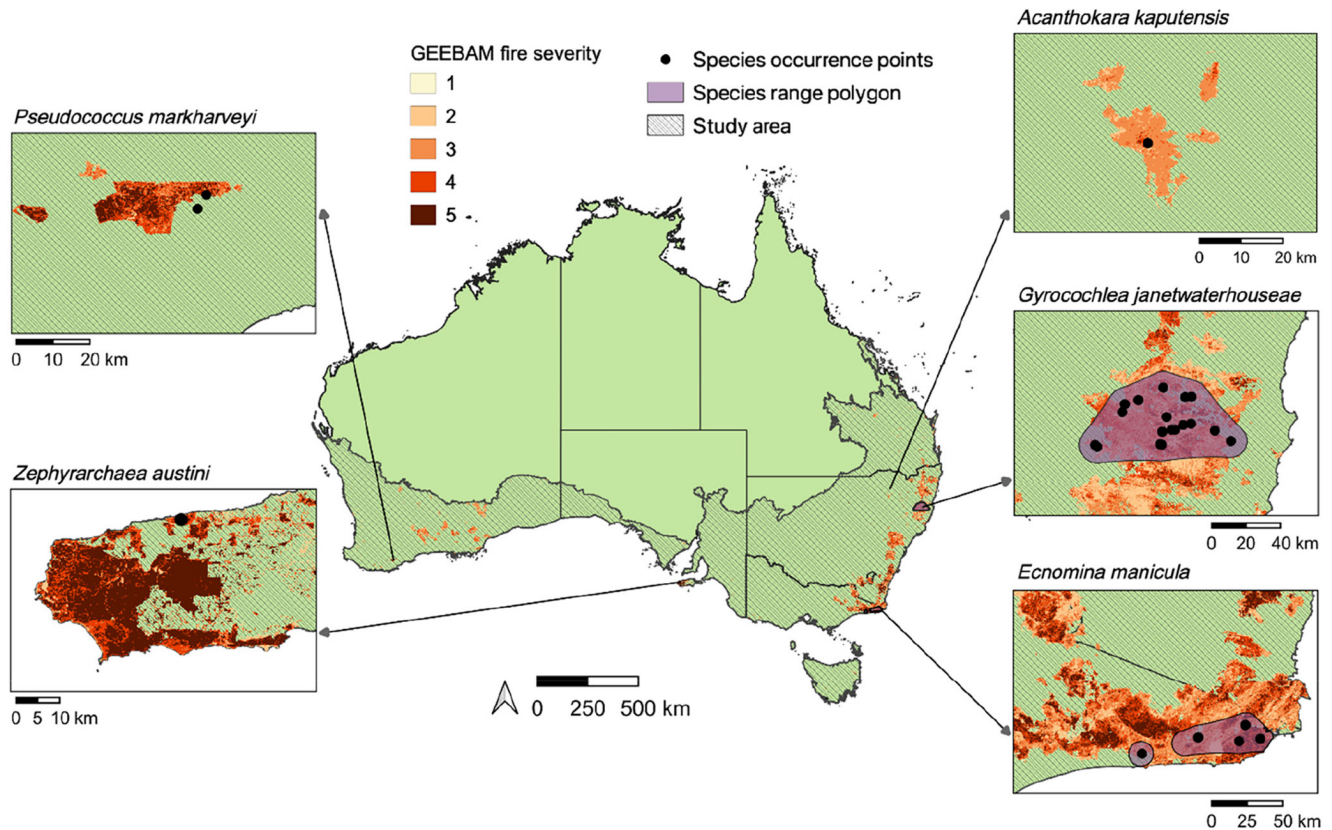 Acanthokara kaputensis
GEEBAM fire severity
1
2
3
4
5
Species occurrence points
Species range polygon
Study area
Pseudococcus markharveyi
0 10 20 km
0 10 20 km
Gyrocochlea janetwaterhouseae
0 20 40 km
Zephyrarchaea austini
0 5 10 km
Ecnomina manicula
0 25 50 km
0 250 500 km